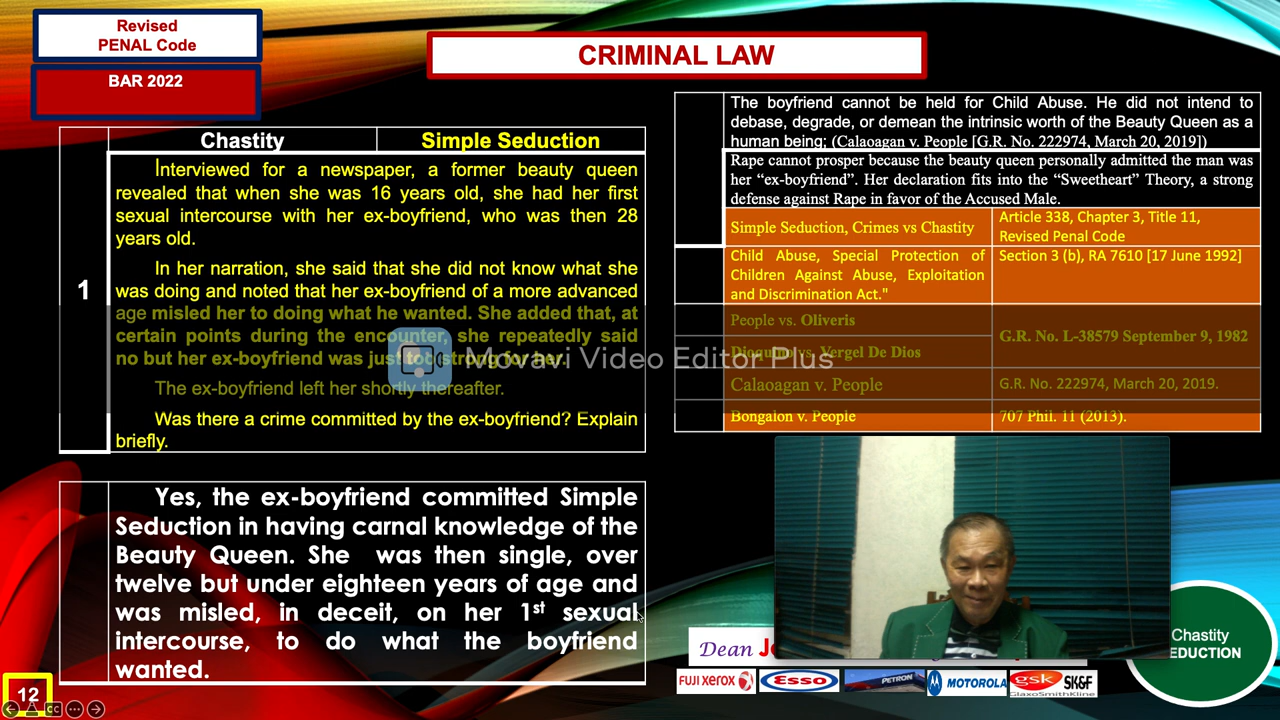 Revised
PENAL Code
BAR 2022
CRIMINAL LAW
Chastity
Simple Seduction
1
Interviewed for a newspaper, a former beauty queen
revealed that when she was 16 years old, she had her first
sexual intercourse with her ex-boyfriend, who was then 28
years old.
In her narration, she said that she did not know what she
was doing and noted that her ex-boyfriend of a more advanced
age misled her to doing what he wanted. She added that, at
certain points during the encounter, she repeatedly said
no but her ex-boyfriend was just too strong for her.
The ex-boyfriend left her shortly thereafter.
Was there a crime committed by the ex-boyfriend? Explain
briefly.
Yes, the ex-boyfriend committed Simple
Seduction in having carnal knowledge of the
Beauty Queen. She was then single, over
twelve but under eighteen years of age and
was misled, in deceit, on her 1st sexual
intercourse, to do what the boyfriend
wanted.
12
CC
The boyfriend cannot be held for Child Abuse. He did not intend to
debase, degrade, or demean the intrinsic worth of the Beauty Queen as a
human being; (Calaoagan v. People [G.R. No. 222974, March 20, 2019])
Rape cannot prosper because the beauty queen personally admitted the man was
her “ex-boyfriend”. Her declaration fits into the “Sweetheart” Theory, a strong
defense against Rape in favor of the Accused Male.
Simple Seduction, Crimes vs Chastity
Article 338, Chapter 3, Title 11,
Revised Penal Code
Child Abuse, Special Protection of
Children Against Abuse, Exploitation
and Discrimination Act."
Section 3 (b), RA 7610 [17 June 1992]
People vs. Oliveris
G.R. No. L-38579 September 9, 1982
Dioquino vs. Vergel De Dios
Calaoagan v. People
G.R. No. 222974, March 20, 2019.
Bongalon v. People
707 Phil. 11 (2013).
Movavi Video Editor Plus
Dean
FUJI XEROX
Esso
PETRON
MOTOROLA
gsk
GlaxoSmithKline
SK&F
Chastity
EDUCTION